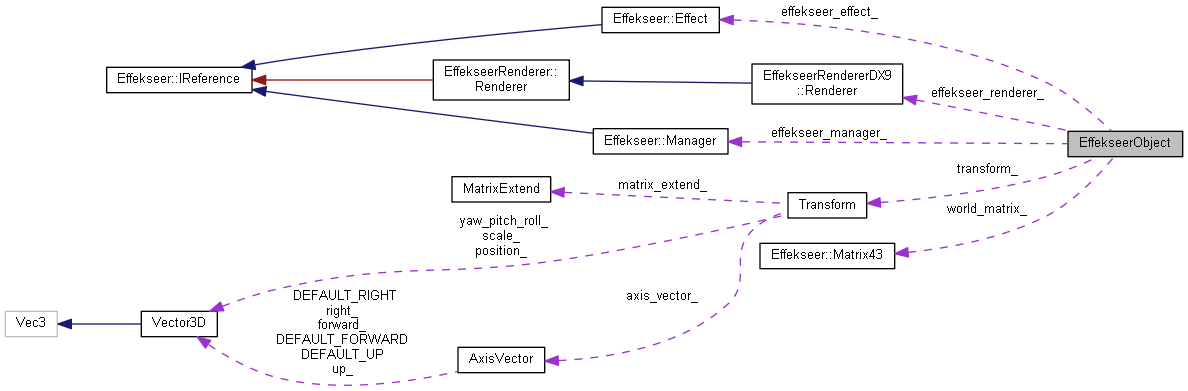 effekseer_effect_
Effekseer::Effect
Effekseer::IReference
EffekseerRenderer::
Renderer
EffekseerRendererDX9
::Renderer
effekseer_renderer_
Effekseer::Manager
effekseer_manager_
EffekseerObject
MatrixExtend
matrix_extend_
transform_
Transform
world_matrix_
yaw_pitch_roll_
scale_
position_
Effekseer::Matrix43
axis_vector_
DEFAULT_RIGHT
right_
forward_
DEFAULT_FORWARD
DEFAULT_UP
up_
Vec3
Vector3D
AxisVector